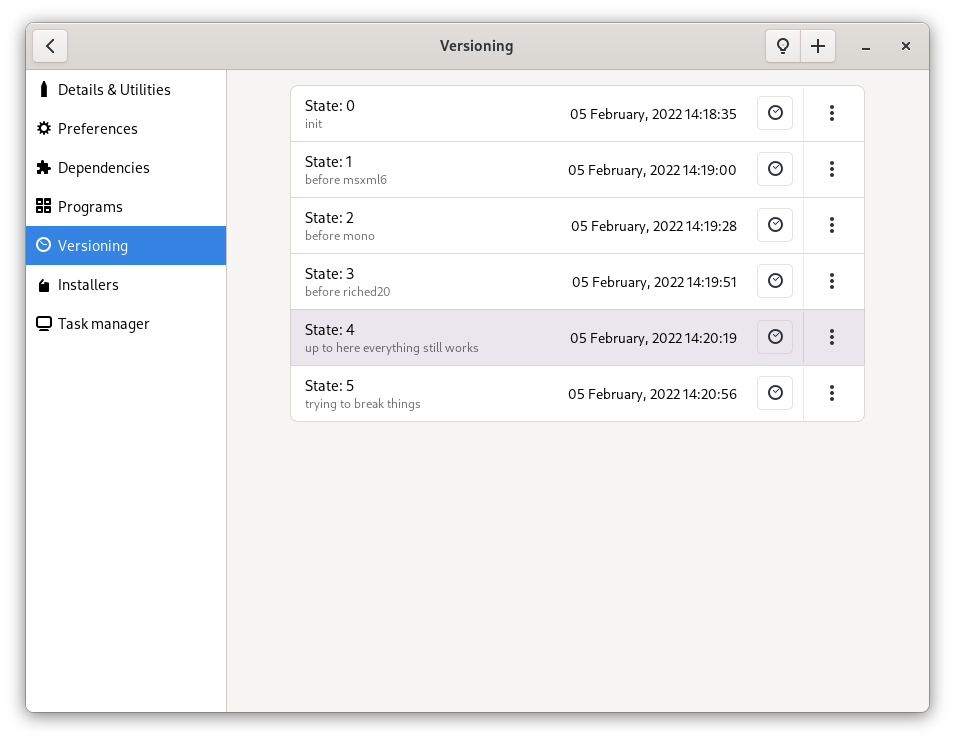 Versioning
Details & Utilities
Preferences
Dependencies
Programs
Versioning
Installers
Task manager
State: 0
init
05 February, 2022 14:18:35
State: 1
before msxml6
05 February, 2022 14:19:00
State: 2
before mono
05 February, 2022 14:19:28
State: 3
before riched20
05 February, 2022 14:19:51
State: 4
up to here everything still works
05 February, 2022 14:20:19
State: 5
trying to break things
05 February, 2022 14:20:56